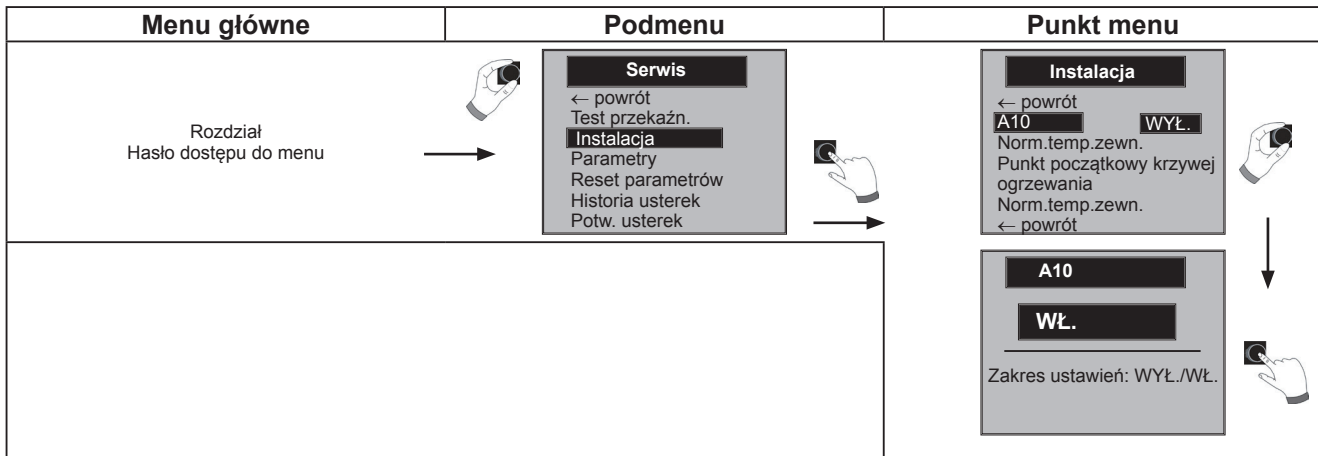 Menu główne
Podmenu
Punkt menu
Rozdział
Hasło dostępu do menu
Serwis
← powrót
Test przekaźn.
Instalacja
Parametry
Reset parametrów
Historia usterek
Potw. usterek
Instalacja
← powrót
A10 WYŁ.
Norm.temp.zewn.
Punkt początkowy krzywej
ogrzewania
Norm.temp.zewn.
← powrót
A10
WŁ.
Zakres ustawień: WYŁ./WŁ.